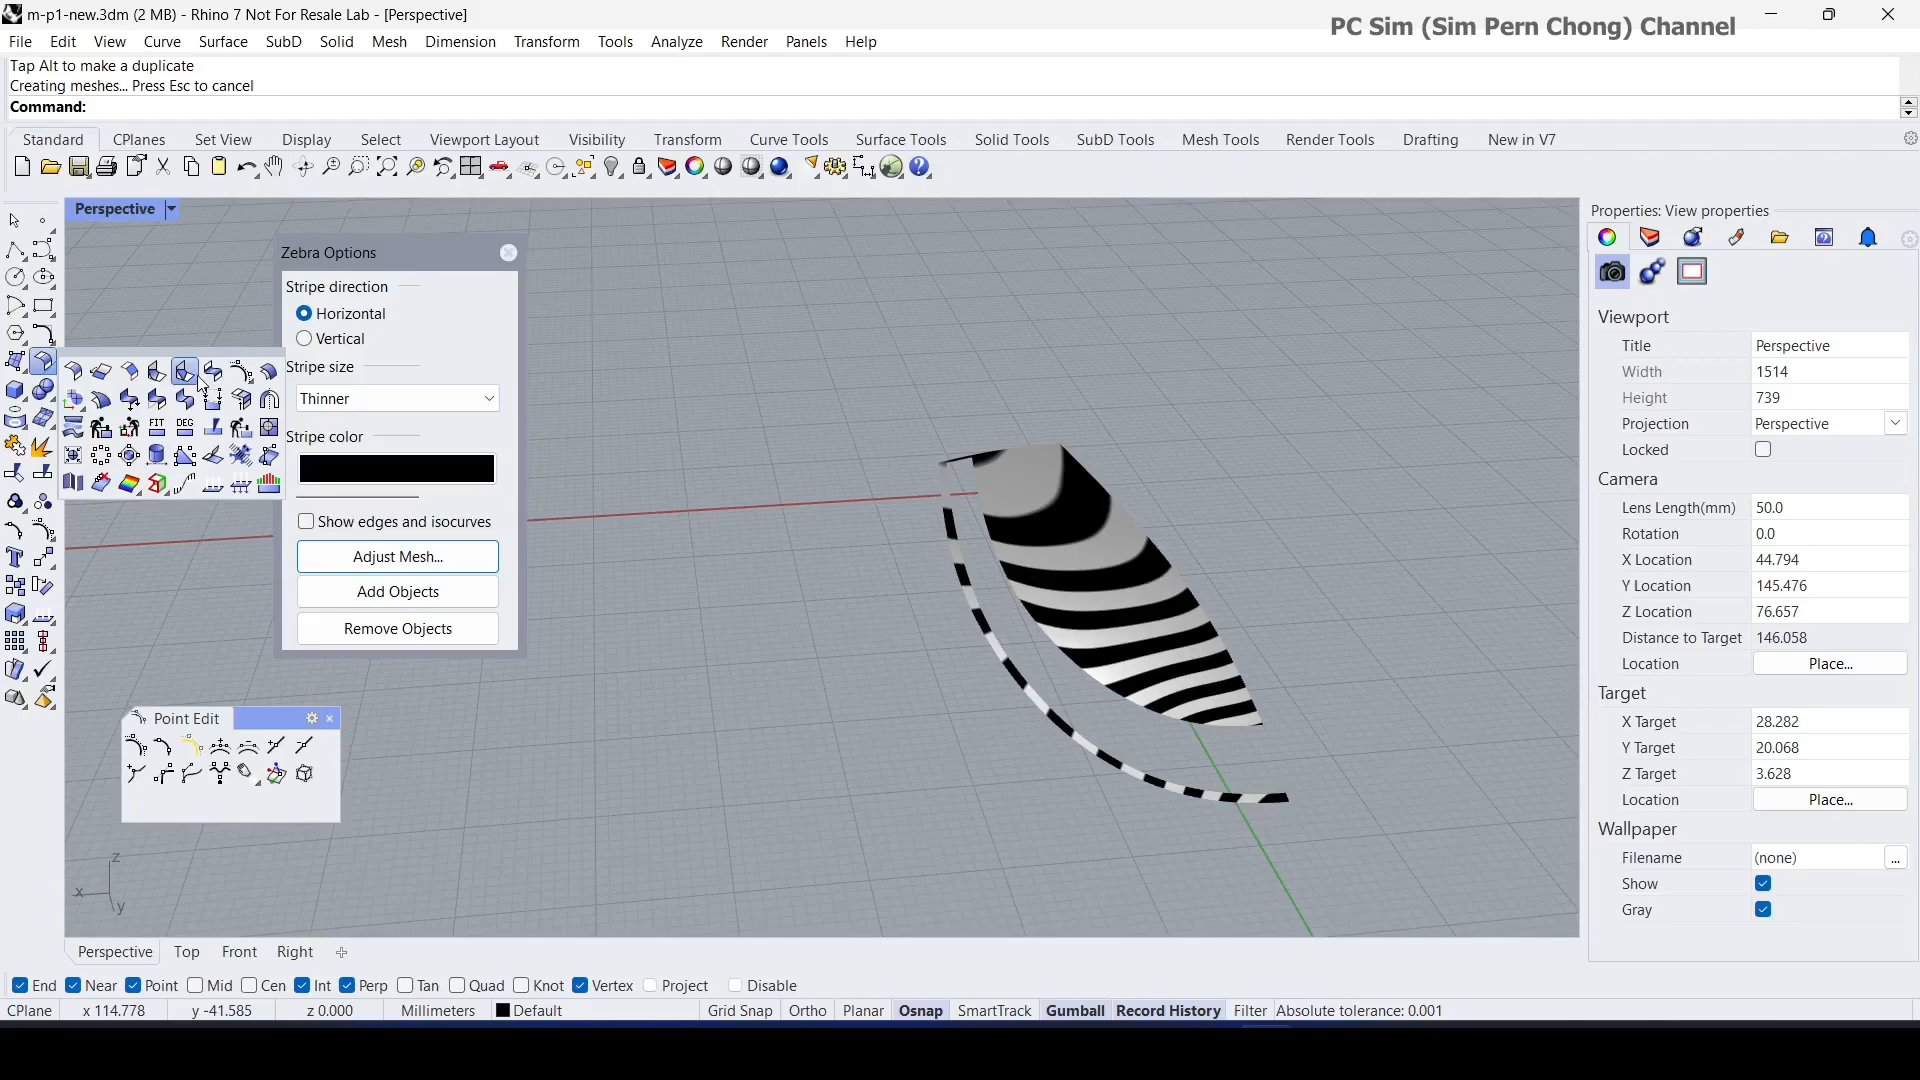 m-p1-new.3dm (2 MB) - Rhino 7 Not For Resale Lab - [Perspective]
PC Sim (Sim Pern Chong) Channel
File Edit View Curve Surface SubD Solid Mesh Dimension Transform Tools Analyze Render Panels Help
Tap Alt to make a duplicate
Creating meshes... Press Esc to cancel
Command:
Standard CPlanes Set View Display Select Viewport Layout Visibility Transform Curve Tools Surface Tools Solid Tools SubD Tools Mesh Tools Render Tools Drafting New in V7
Perspective
Zebra Options
Stripe direction
Horizontal
Vertical
Stripe size
Thinner
Stripe color
Show edges and isocurves
Adjust Mesh...
Add Objects
Remove Objects
FIT DEG
Point Edit
z
x
y
Properties: View properties
Viewport
Title Perspective
Width 1514
Height 739
Projection Perspective
Locked
Camera
Lens Length(mm) 50.0
Rotation 0.0
X Location 44.794
Y Location 145.476
Z Location 76.657
Distance to Target 146.058
Location Place...
Target
X Target 28.282
Y Target 20.068
Z Target 3.628
Location Place...
Wallpaper
Filename (none) ...
Show
Gray
Perspective Top Front Right
End Near Point Mid Cen Int Perp Tan Quad Knot Vertex Project Disable
CPlane x 114.778 y -41.585 z 0.000 Millimeters Default Grid Snap Ortho Planar Osnap SmartTrack Gumball Record History Filter Absolute tolerance: 0.001